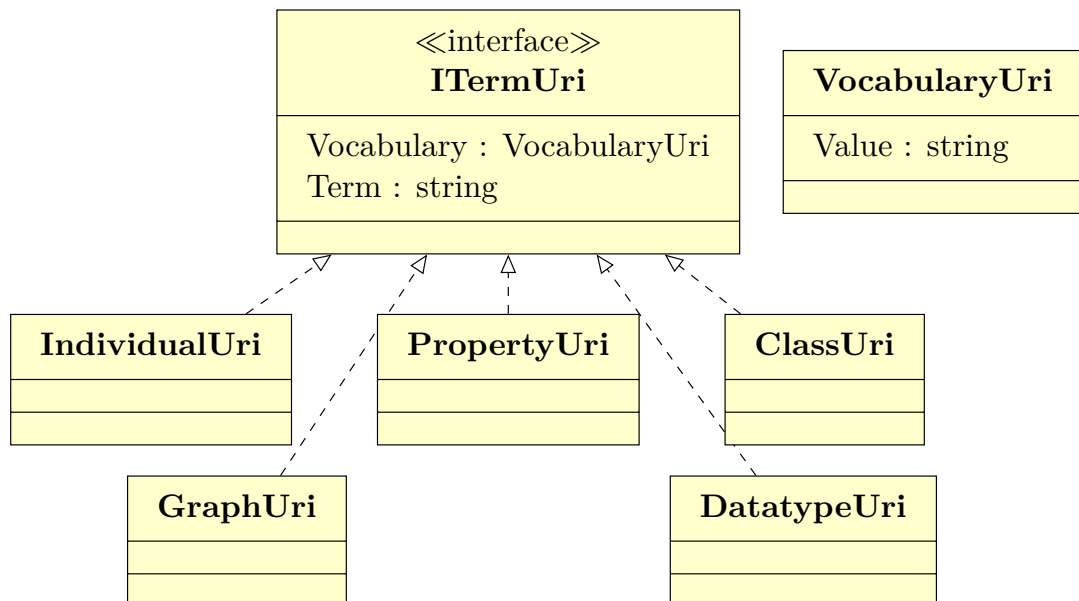 ≪interface≫
ITermUri
Vocabulary : VocabularyUri
Term : string
VocabularyUri
Value : string
IndividualUri
PropertyUri
ClassUri
GraphUri
DatatypeUri